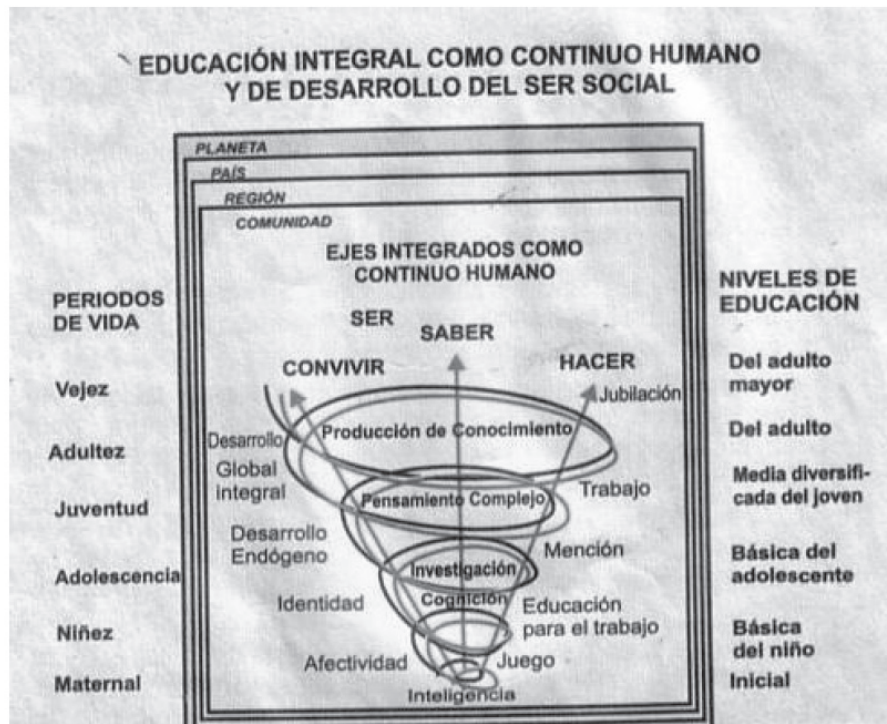 EDUCACIÓN INTEGRAL COMO CONTINUO HUMANO
Y DE DESARROLLO DEL SER SOCIAL
PLANETA
PAÍS
REGIÓN
COMUNIDAD
EJES INTEGRADOS COMO
CONTINUO HUMANO
PERIODOS
DE VIDA
Vejez
Adultez
Juventud
Adolescencia
Niñez
Maternal
SER
SABER
CONVIVIR
HACER
Jubilación
Producción de Conocimiento
Desarrollo
Global
integral
Pensamiento Complejo
Trabajo
Desarrollo
Endógeno
Mención
Investigación
Cognición
Identidad
Educación
para el trabajo
Afectividad
Juego
Inteligencia
NIVELES DE
EDUCACIÓN
Del adulto
mayor
Del adulto
Media diversifi-
cada del joven
Básica del
adolescente
Básica
del niño
Inicial